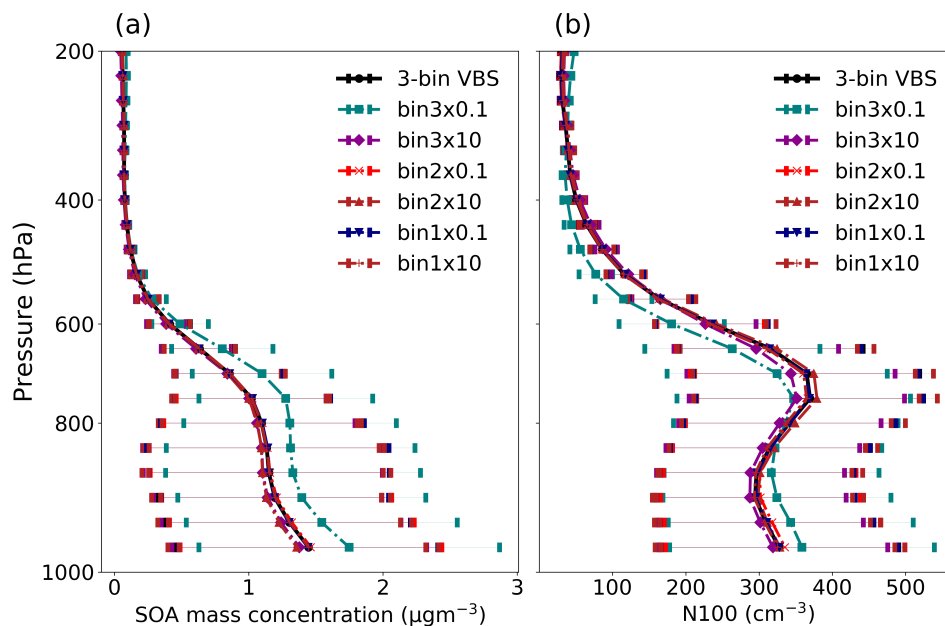 (a)
(b)
200
400
600
800
1000
Pressure (hPa)
3-bin VBS
bin3x0.1
bin3x10
bin2x0.1
bin2x10
bin1x0.1
bin1x10
3-bin VBS
bin3x0.1
bin3x10
bin2x0.1
bin2x10
bin1x0.1
bin1x10
0 1 2 3
100 200 300 400 500
SOA mass concentration (μgm⁻³)
N100 (cm⁻³)